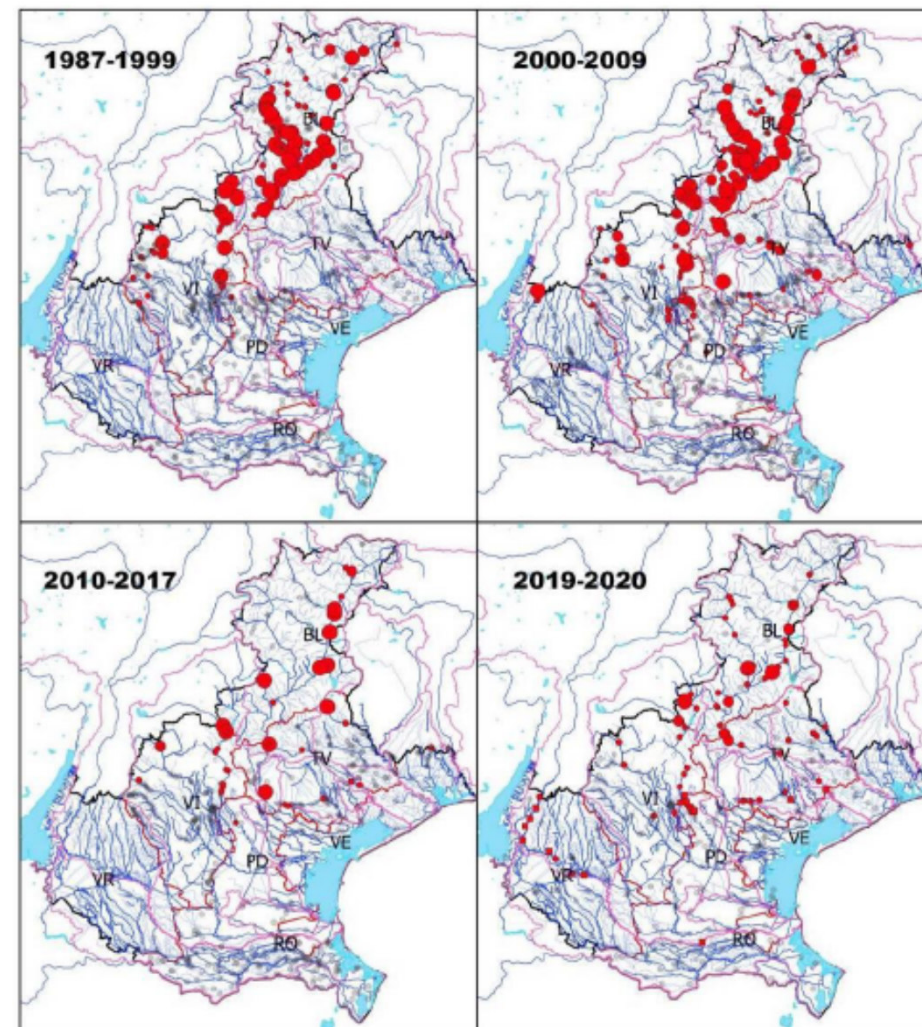 1987-1999
BL
TV
VI
VE
PD
VR
RO
2000-2009
BL
TV
VI
VE
PD
VR
RO
2010-2017
BL
TV
VI
VE
PD
VR
RO
2019-2020
BL
TV
VI
VE
PD
VR
RO